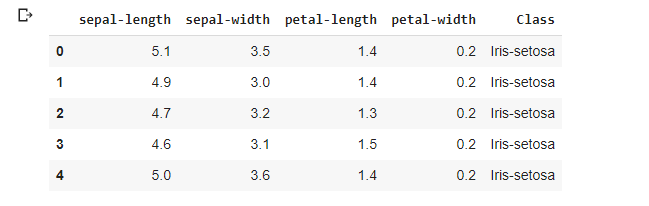 sepal-length sepal-width petal-length petal-width Class
0 5.1 3.5 1.4 0.2 Iris-setosa
1 4.9 3.0 1.4 0.2 Iris-setosa
2 4.7 3.2 1.3 0.2 Iris-setosa
3 4.6 3.1 1.5 0.2 Iris-setosa
4 5.0 3.6 1.4 0.2 Iris-setosa